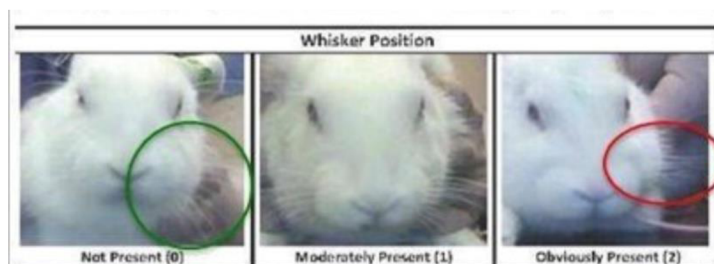 Whisker Position
Not Present (0)
Moderately Present (1)
Obviously Present (2)